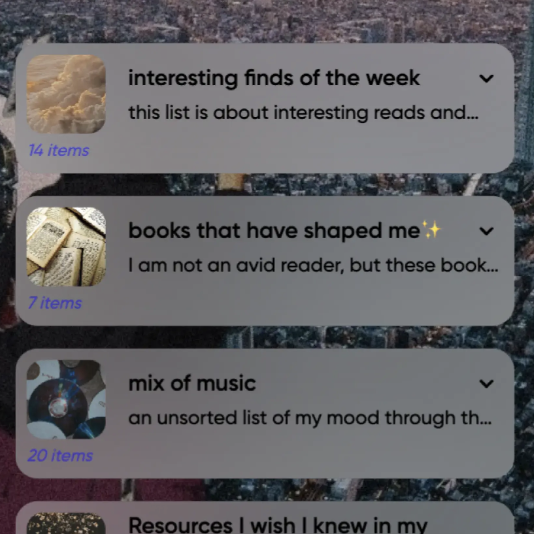 interesting finds of the week
this list is about interesting reads and...
14 items
books that have shaped me✨
I am not an avid reader, but these book...
7 items
mix of music
an unsorted list of my mood through th...
20 items
Resources I wish I knew in my